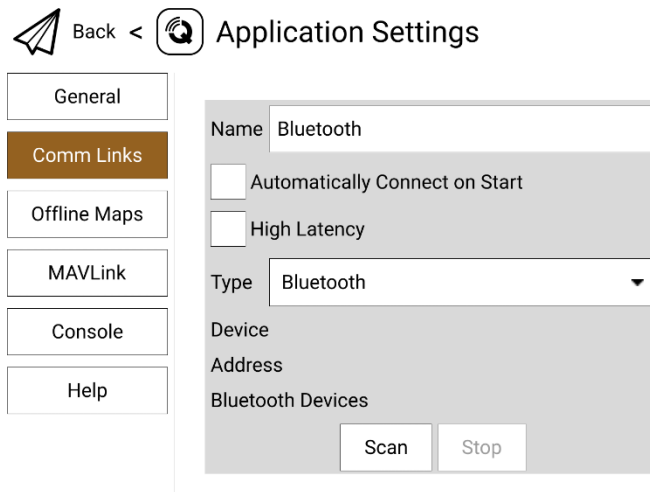 Back < Application Settings
General
Comm Links
Offline Maps
MAVLink
Console
Help
Name Bluetooth
Automatically Connect on Start
High Latency
Type Bluetooth
Device
Address
Bluetooth Devices
Scan Stop